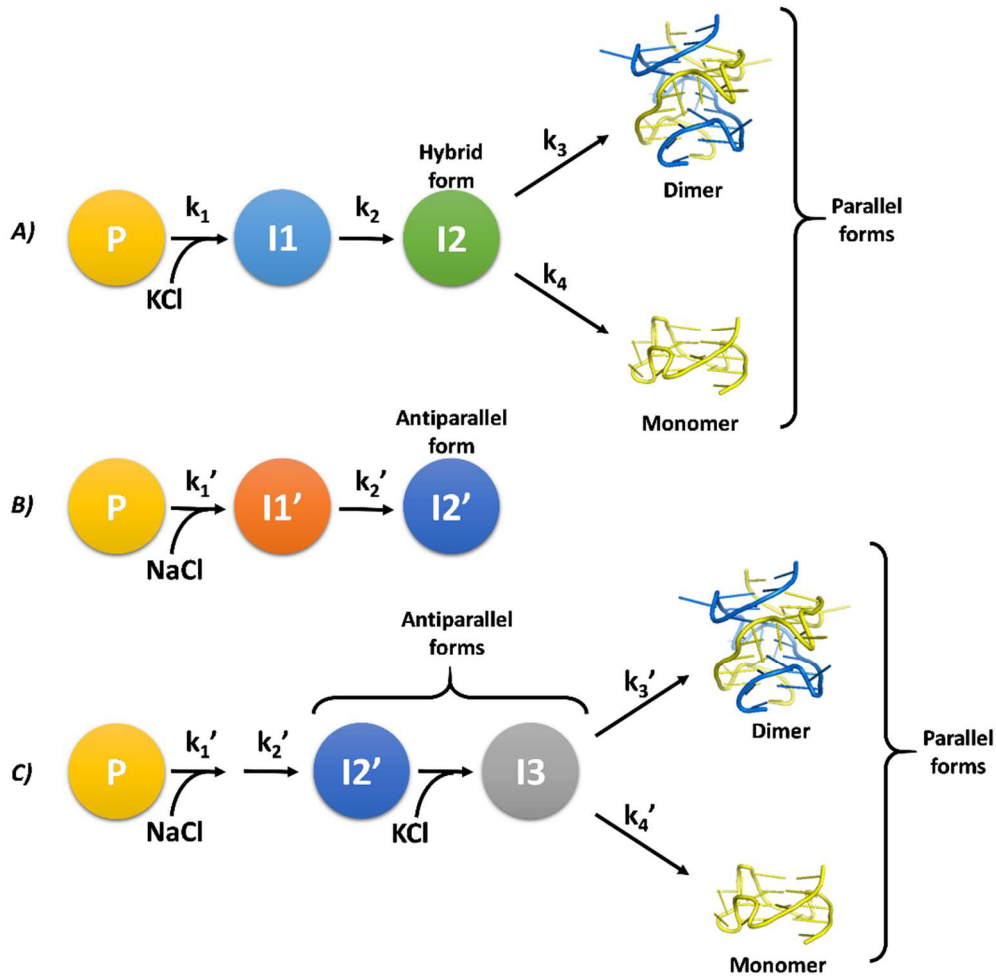 A)
P
k1
KCl
I1
k2
Hybrid
form
I2
k3
Dimer
k4
Monomer
Parallel
forms
B)
P
k1'
NaCl
I1'
k2'
Antiparallel
form
I2'
C)
P
k1'
NaCl
k2'
Antiparallel
forms
I2'
KCl
I3
k3'
Dimer
k4'
Monomer
Parallel
forms